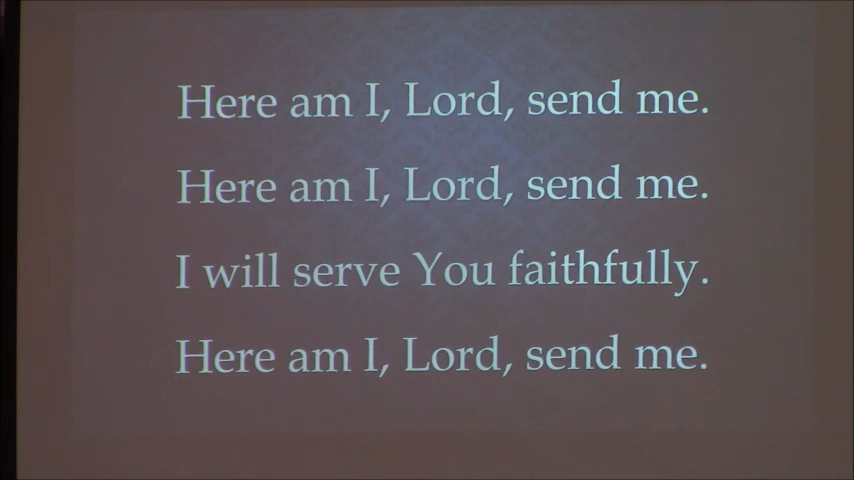 Here am I, Lord, send me.
Here am I, Lord, send me.
I will serve You faithfully.
Here am I, Lord, send me.